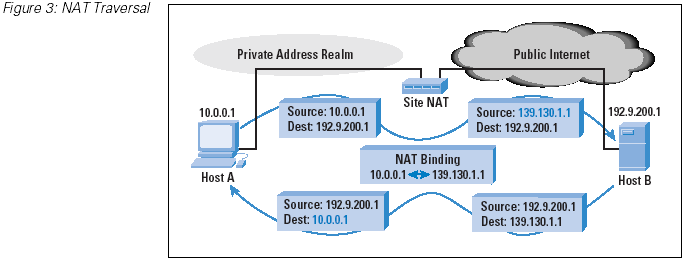 Figure 3: NAT Traversal
Private Address Realm
Public Internet
Site NAT
10.0.0.1
Source: 10.0.0.1
Dest: 192.9.200.1
Source: 139.130.1.1
Dest: 192.9.200.1
192.9.200.1
NAT Binding
10.0.0.1 139.130.1.1
Host A
Host B
Source: 192.9.200.1
Dest: 10.0.0.1
Source: 192.9.200.1
Dest: 139.130.1.1